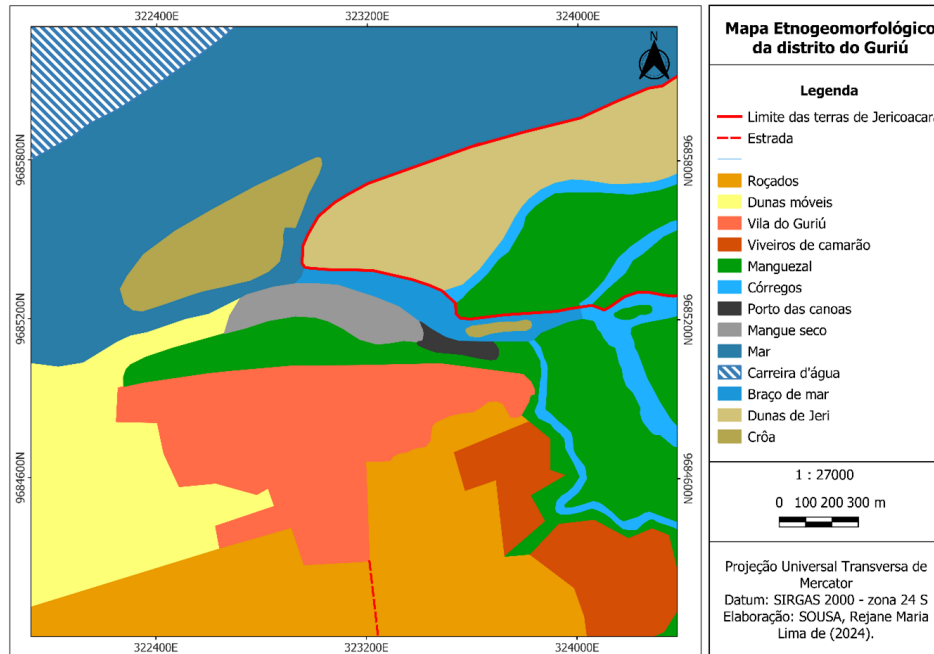 322400E 323200E 324000E
N
9685800N 9685800N
9685200N 9685200N
9684600N 9684600N
322400E 323200E 324000E
Mapa Etnogeomorfológico
da distrito do Guriú
Legenda
Limite das terras de Jericoacara
Estrada
Roçados
Dunas móveis
Vila do Guriú
Viveiros de camarão
Manguezal
Córregos
Porto das canoas
Mangue seco
Mar
Carreira d'água
Braço de mar
Dunas de Jeri
Crôa
1 : 27000
0 100 200 300 m
Projeção Universal Transversa de
Mercator
Datum: SIRGAS 2000 - zona 24 S
Elaboração: SOUSA, Rejane Maria
Lima de (2024).